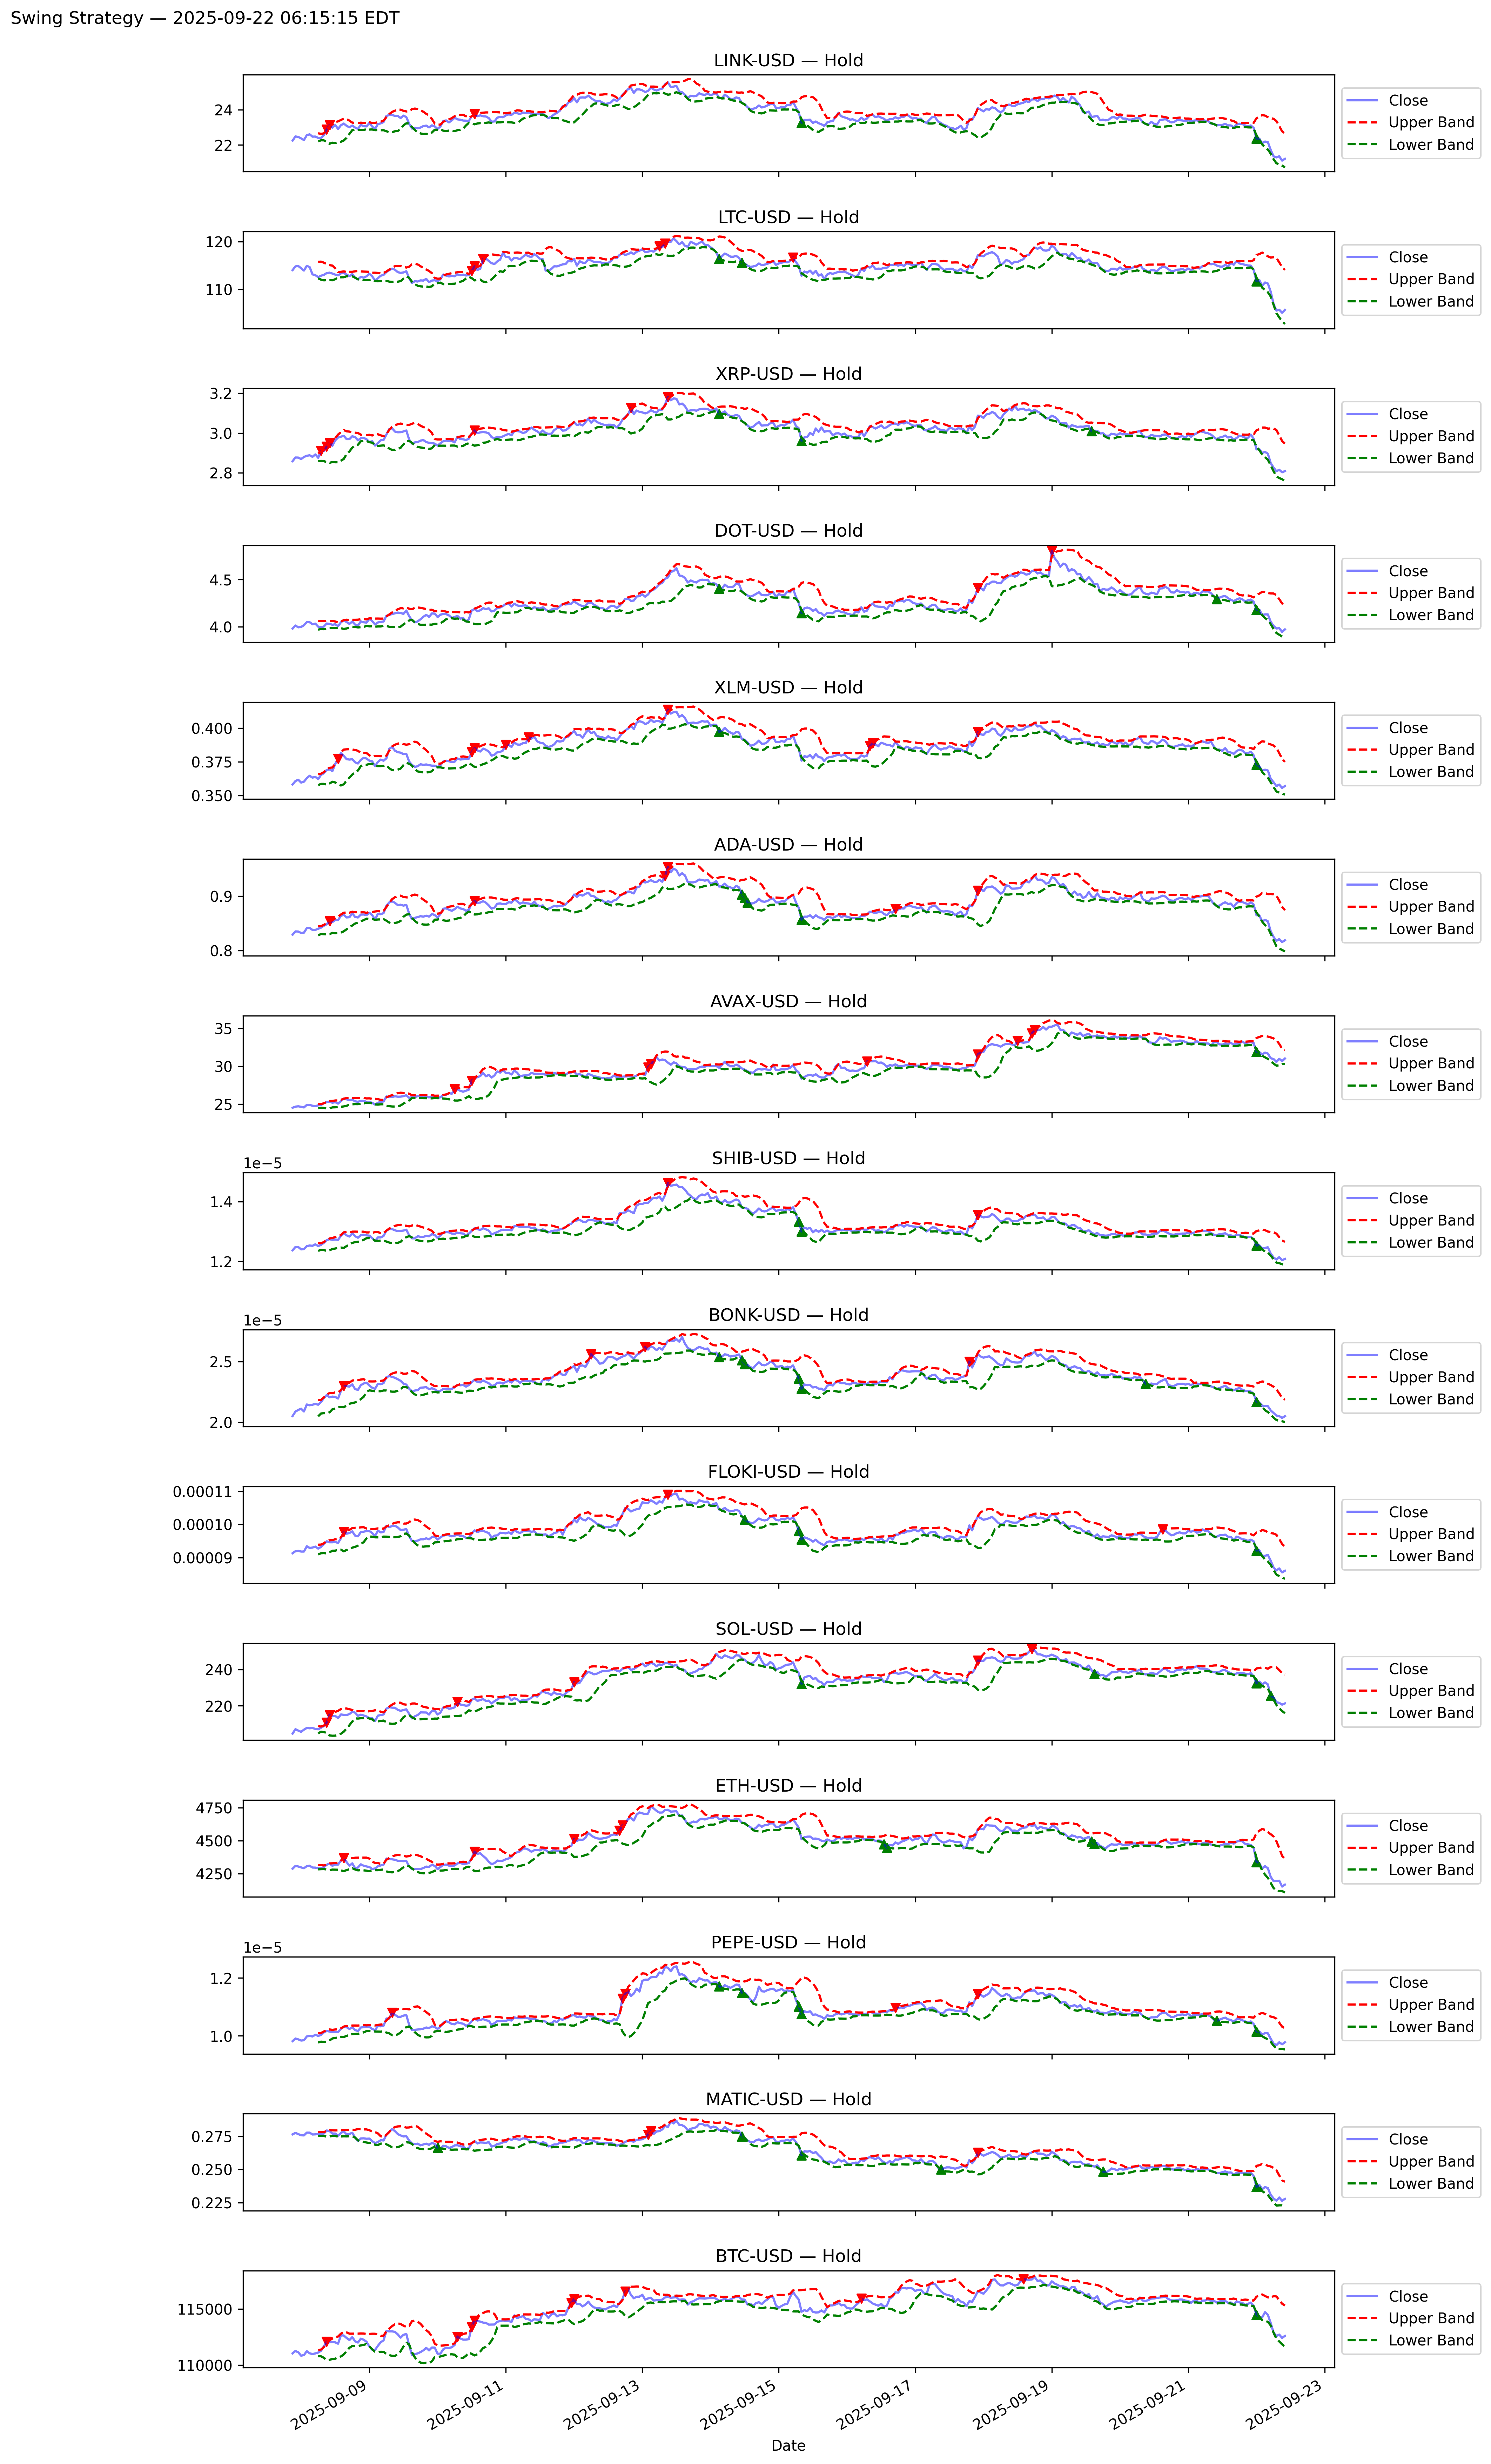 Swing Strategy — 2025-09-22 06:15:15 EDT
LINK-USD — Hold
24
22
Close
Upper Band
Lower Band
LTC-USD — Hold
120
110
Close
Upper Band
Lower Band
XRP-USD — Hold
3.2
3.0
2.8
Close
Upper Band
Lower Band
DOT-USD — Hold
4.5
4.0
Close
Upper Band
Lower Band
XLM-USD — Hold
0.400
0.375
0.350
Close
Upper Band
Lower Band
ADA-USD — Hold
0.9
0.8
Close
Upper Band
Lower Band
AVAX-USD — Hold
35
30
25
Close
Upper Band
Lower Band
SHIB-USD — Hold
1e−5
1.4
1.2
Close
Upper Band
Lower Band
BONK-USD — Hold
1e−5
2.5
2.0
Close
Upper Band
Lower Band
FLOKI-USD — Hold
0.00011
0.00010
0.00009
Close
Upper Band
Lower Band
SOL-USD — Hold
240
220
Close
Upper Band
Lower Band
ETH-USD — Hold
4750
4500
4250
Close
Upper Band
Lower Band
PEPE-USD — Hold
1e−5
1.2
1.0
Close
Upper Band
Lower Band
MATIC-USD — Hold
0.275
0.250
0.225
Close
Upper Band
Lower Band
BTC-USD — Hold
115000
110000
Close
Upper Band
Lower Band
2025-09-09
2025-09-11
2025-09-13
2025-09-15
2025-09-17
2025-09-19
2025-09-21
2025-09-23
Date